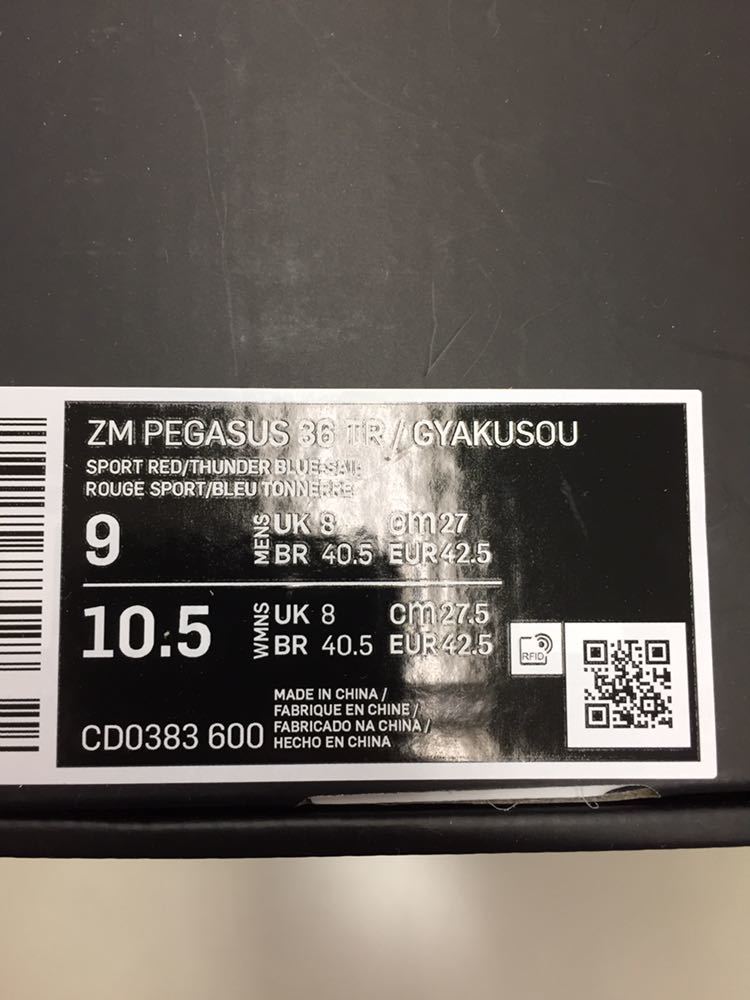 ZM PEGASUS 36 TR / GYAKUSOU
SPORT RED/THUNDER BLUE-SAIL
ROUGE SPORT/BLEU TONNERRE
9 MENS UK 8 cm 27
BR 40.5 EUR 42.5
10.5 WMNS UK 8 cm 27.5
BR 40.5 EUR 42.5
RFID
MADE IN CHINA /
FABRIQUE EN CHINE /
FABRICADO NA CHINA /
HECHO EN CHINA
CD0383 600